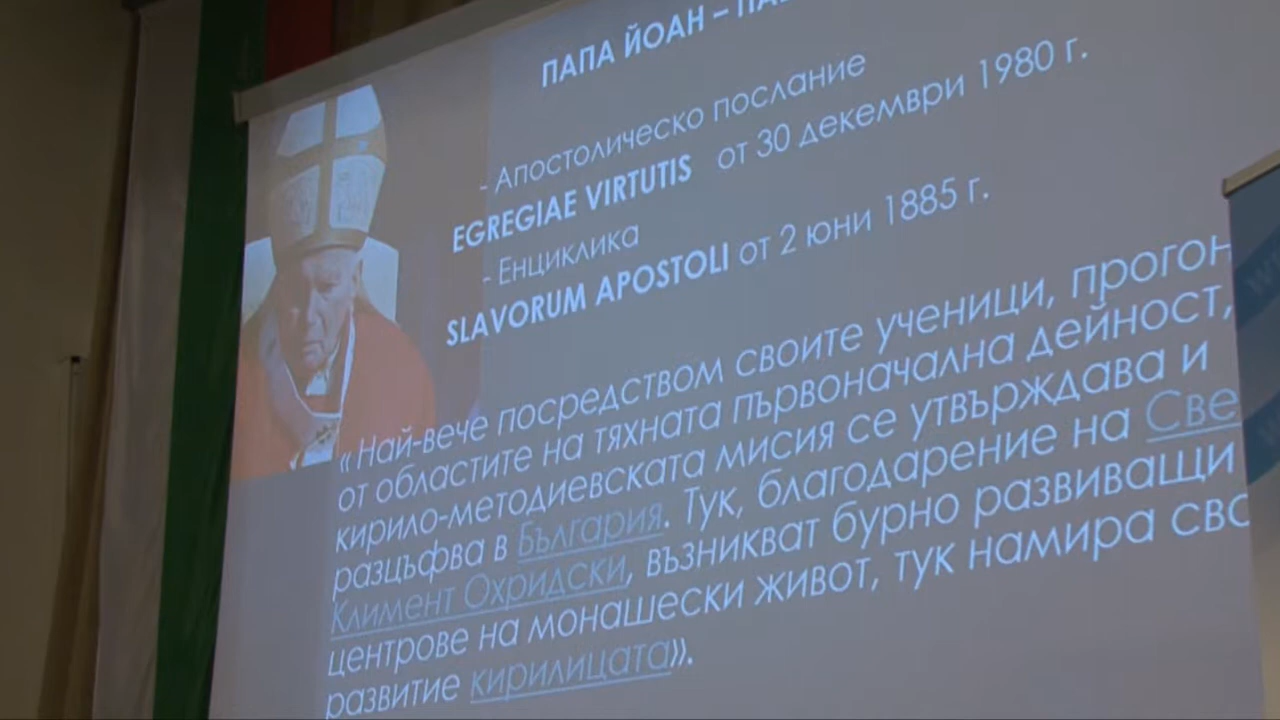 ПАПА ЙОАН –
- Апостолическо послание
EGREGIAE VIRTUTIS от 30 декември 1980 г.
- Енциклика
SLAVORUM APOSTOLI от 2 юни 1885 г.
«Най-вече посредством своите ученици, прогон
от областите на тяхната първоначална дейност,
кирило-методиевската мисия се утвърждава и
разцъфва в България. Тук, благодарение на Све
Климент Охридски, възникват бурно развиващи
центрове на монашески живот, тук намира сво
развитие кирилицата».